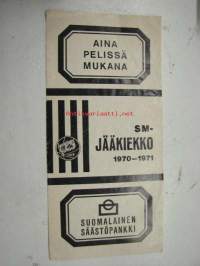 AINA
PELISSÄ
MUKANA
SM-
JÄÄKIEKKO
1970-1971
SUOMALAINEN
SÄÄSTÖPANKKI